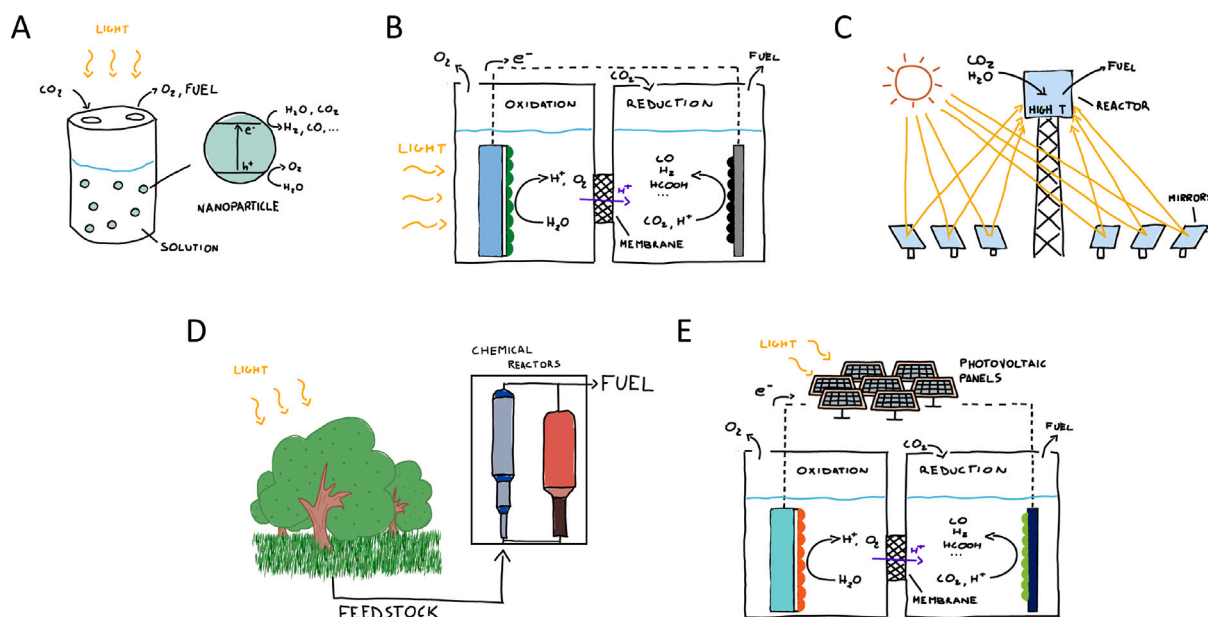 A
LIGHT
CO₂
O₂, FUEL
H₂O, CO₂
e⁻
H₂, CO, ...
h⁺
O₂
H₂O
NANOPARTICLE
SOLUTION
B
O₂
e⁻
CO₂
FUEL
OXIDATION
REDUCTION
LIGHT
H⁺, O₂
H⁺
H₂O
MEMBRANE
CO
H₂
HCOOH
...
CO₂, H⁺
C
CO₂
H₂O
FUEL
HIGH T
REACTOR
MIRRORS
D
LIGHT
CHEMICAL
REACTORS
FUEL
FEEDSTOCK
E
LIGHT
PHOTOVOLTAIC
PANELS
e⁻
O₂
CO₂
FUEL
OXIDATION
REDUCTION
H⁺, O₂
H⁺
H₂O
MEMBRANE
CO
H₂
HCOOH
...
CO₂, H⁺